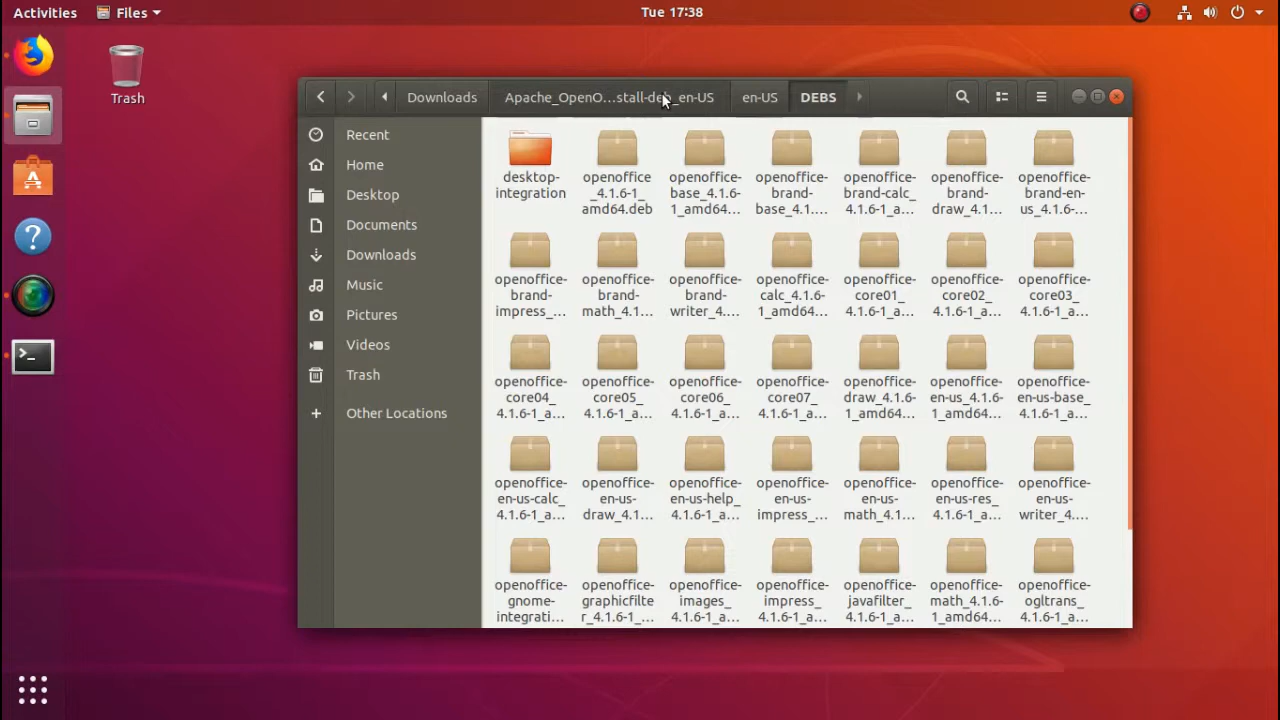 Activities
Files
Tue 17:38
Trash
Downloads
Apache_OpenO...stall-deb_en-US
en-US
DEBS
Recent
Home
Desktop
Documents
Downloads
Music
Pictures
Videos
Trash
Other Locations
desktop-
integration
openoffice
_4.1.6-1_
amd64.deb
openoffice-
base_4.1.6-
1_amd64...
openoffice-
brand-
base_4.1....
openoffice-
brand-calc_
4.1.6-1_a...
openoffice-
brand-
draw_4.1...
openoffice-
brand-en-
us_4.1.6-...
openoffice-
brand-
impress_...
openoffice-
brand-
math_4.1...
openoffice-
brand-
writer_4....
openoffice-
calc_4.1.6-
1_amd64...
openoffice-
core01_
4.1.6-1_a...
openoffice-
core02_
4.1.6-1_a...
openoffice-
core03_
4.1.6-1_a...
openoffice-
core04_
4.1.6-1_a...
openoffice-
core05_
4.1.6-1_a...
openoffice-
core06_
4.1.6-1_a...
openoffice-
core07_
4.1.6-1_a...
openoffice-
draw_4.1.6-
1_amd64...
openoffice-
en-us_4.1.6-
1_amd64...
openoffice-
en-us-base_
4.1.6-1_a...
openoffice-
en-us-calc_
4.1.6-1_a...
openoffice-
en-us-
draw_4.1...
openoffice-
en-us-help_
4.1.6-1_a...
openoffice-
en-us-
impress_...
openoffice-
en-us-
math_4.1...
openoffice-
en-us-res_
4.1.6-1_a...
openoffice-
en-us-
writer_4....
openoffice-
gnome-
integrati...
openoffice-
graphicfilte
r_4.1.6-1_...
openoffice-
images_
4.1.6-1_a...
openoffice-
impress_
4.1.6-1_a...
openoffice-
javafilter_
4.1.6-1_a...
openoffice-
math_4.1.6-
1_amd64...
openoffice-
ogltrans_
4.1.6-1_a...